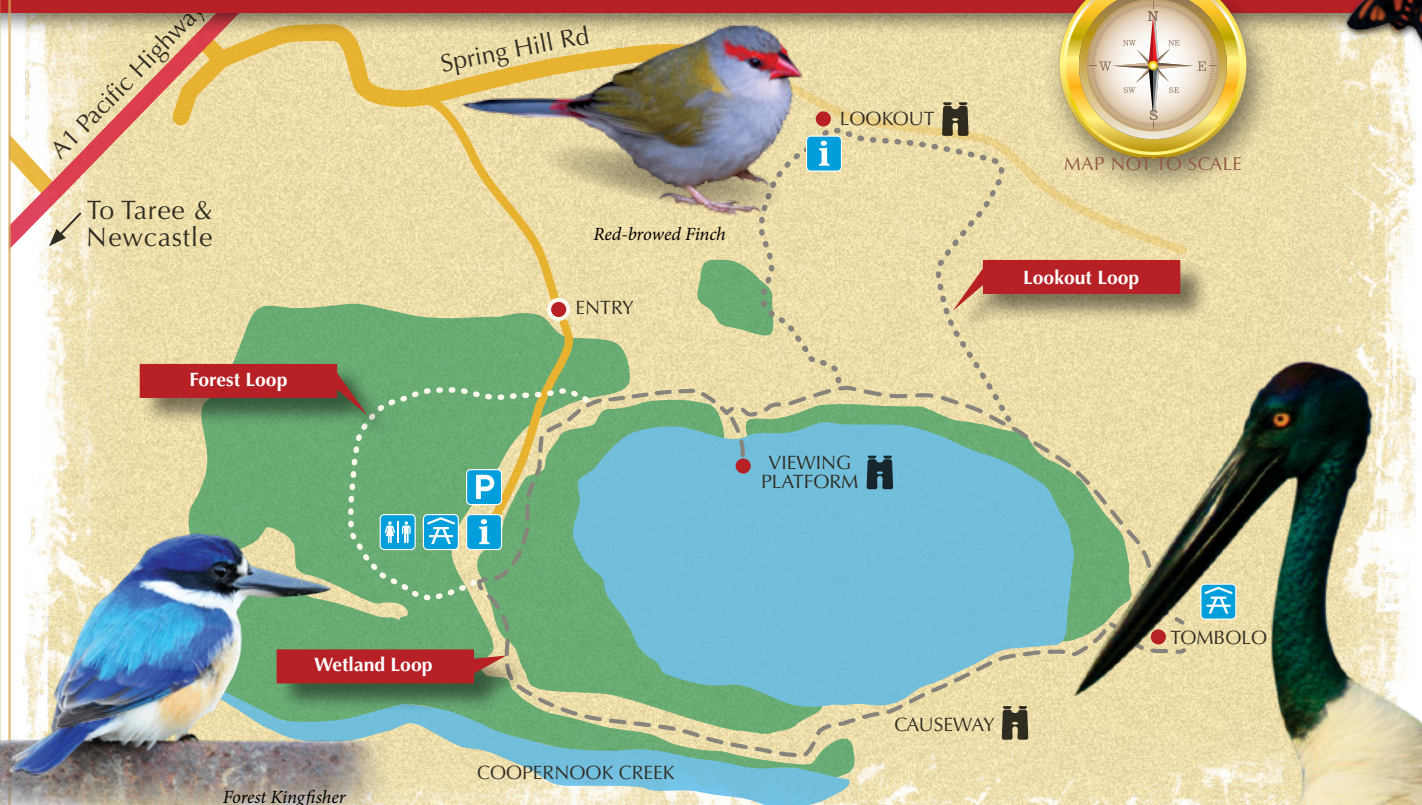 A1 Pacific Highway
Spring Hill Rd
N
NW
NE
W
E
SW
SE
S
MAP NOT TO SCALE
LOOKOUT
i
To Taree &
Newcastle
Red-browed Finch
Lookout Loop
ENTRY
Forest Loop
VIEWING
PLATFORM
P
i
TOMBOLO
Wetland Loop
CAUSEWAY
COOPERNOOK CREEK
Forest Kingfisher